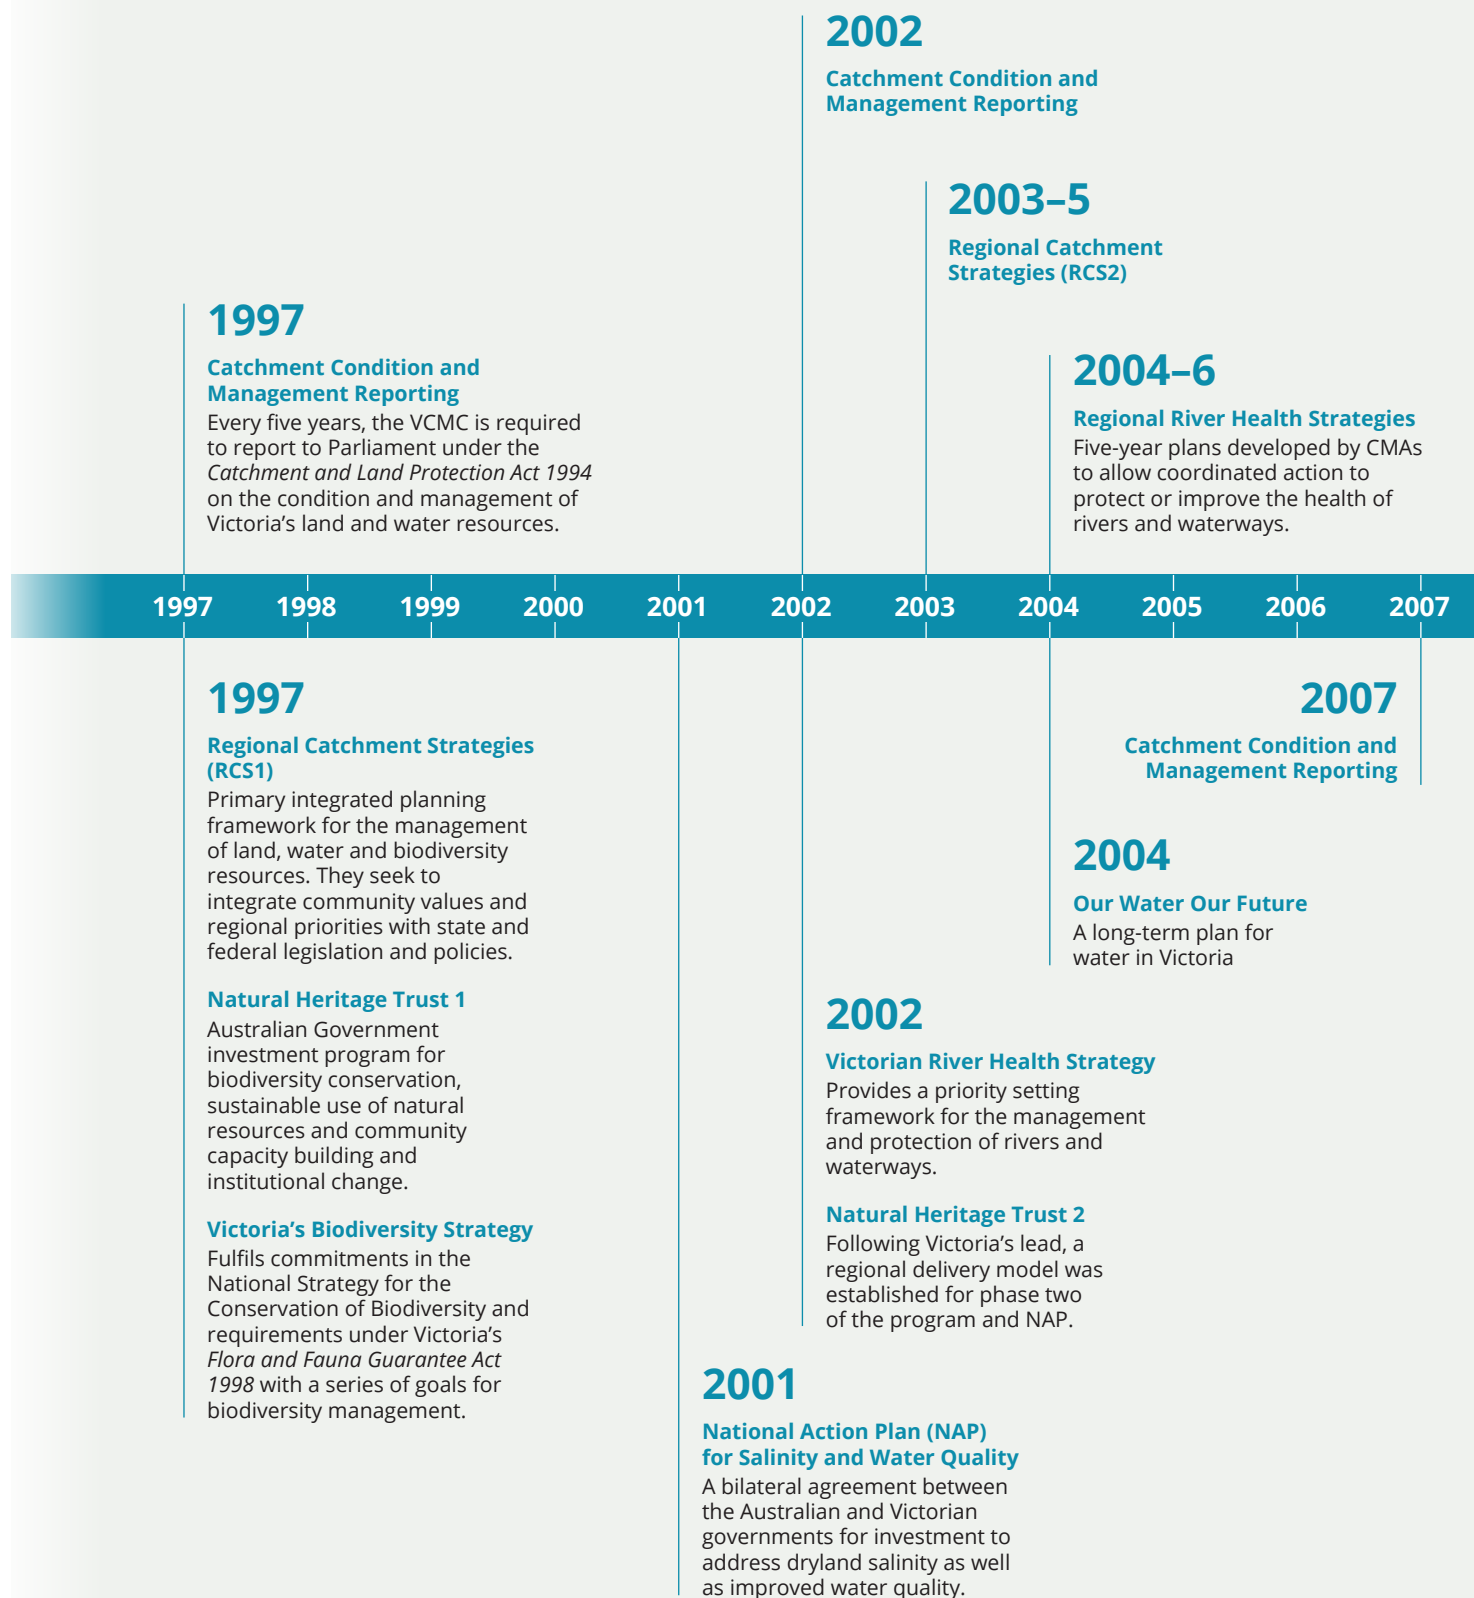 2002
Catchment Condition and
Management Reporting
2003–5
Regional Catchment
Strategies (RCS2)
1997
Catchment Condition and
Management Reporting
Every five years, the VCMC is required
to report to Parliament under the
Catchment and Land Protection Act 1994
on the condition and management of
Victoria’s land and water resources.
2004–6
Regional River Health Strategies
Five-year plans developed by CMAs
to allow coordinated action to
protect or improve the health of
rivers and waterways.
1997 1998 1999 2000 2001 2002 2003 2004 2005 2006 2007
1997
Regional Catchment Strategies
(RCS1)
Primary integrated planning
framework for the management
of land, water and biodiversity
resources. They seek to
integrate community values and
regional priorities with state and
federal legislation and policies.
Natural Heritage Trust 1
Australian Government
investment program for
biodiversity conservation,
sustainable use of natural
resources and community
capacity building and
institutional change.
Victoria’s Biodiversity Strategy
Fulfils commitments in the
National Strategy for the
Conservation of Biodiversity and
requirements under Victoria’s
Flora and Fauna Guarantee Act
1998 with a series of goals for
biodiversity management.
2007
Catchment Condition and
Management Reporting
2004
Our Water Our Future
A long-term plan for
water in Victoria
2002
Victorian River Health Strategy
Provides a priority setting
framework for the management
and protection of rivers and
waterways.
Natural Heritage Trust 2
Following Victoria’s lead, a
regional delivery model was
established for phase two
of the program and NAP.
2001
National Action Plan (NAP)
for Salinity and Water Quality
A bilateral agreement between
the Australian and Victorian
governments for investment to
address dryland salinity as well
as improved water quality.